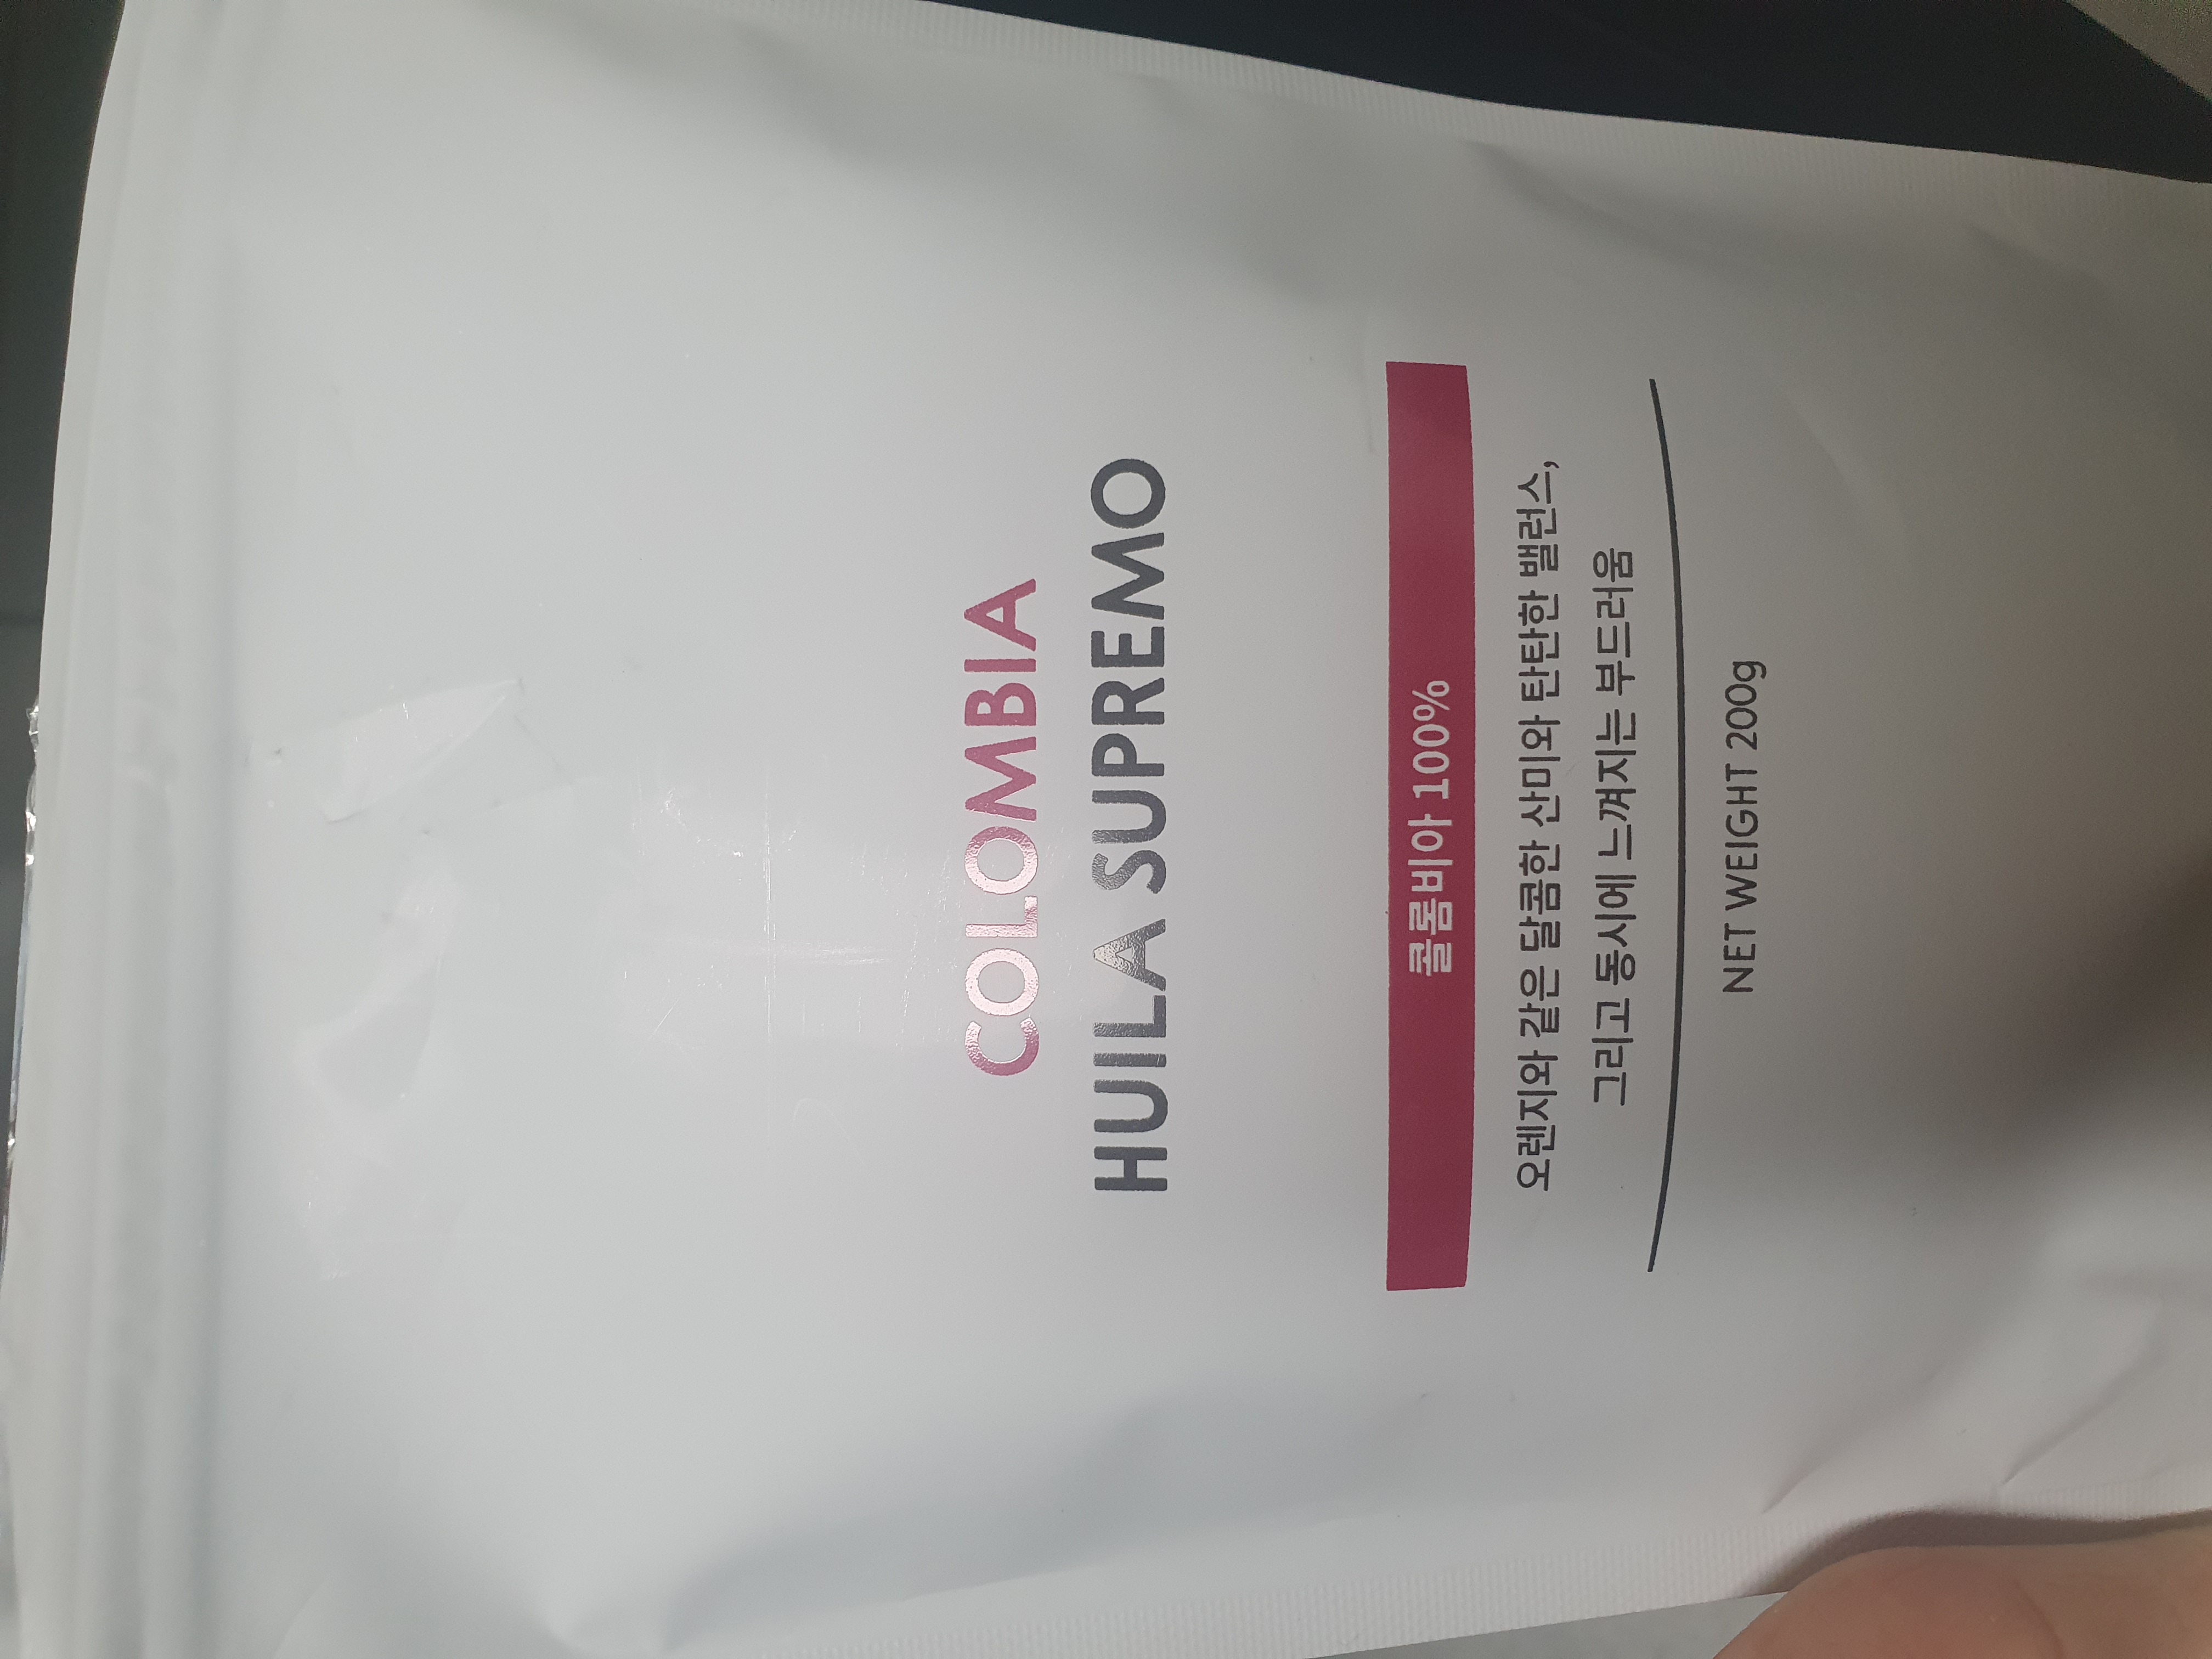 COLOMBIA
HUILA SUPREMO
콜롬비아 100%
오렌지와 같은 달콤한 산미와 탄탄한 밸런스,
그리고 동시에 느껴지는 부드러움
NET WEIGHT 200g